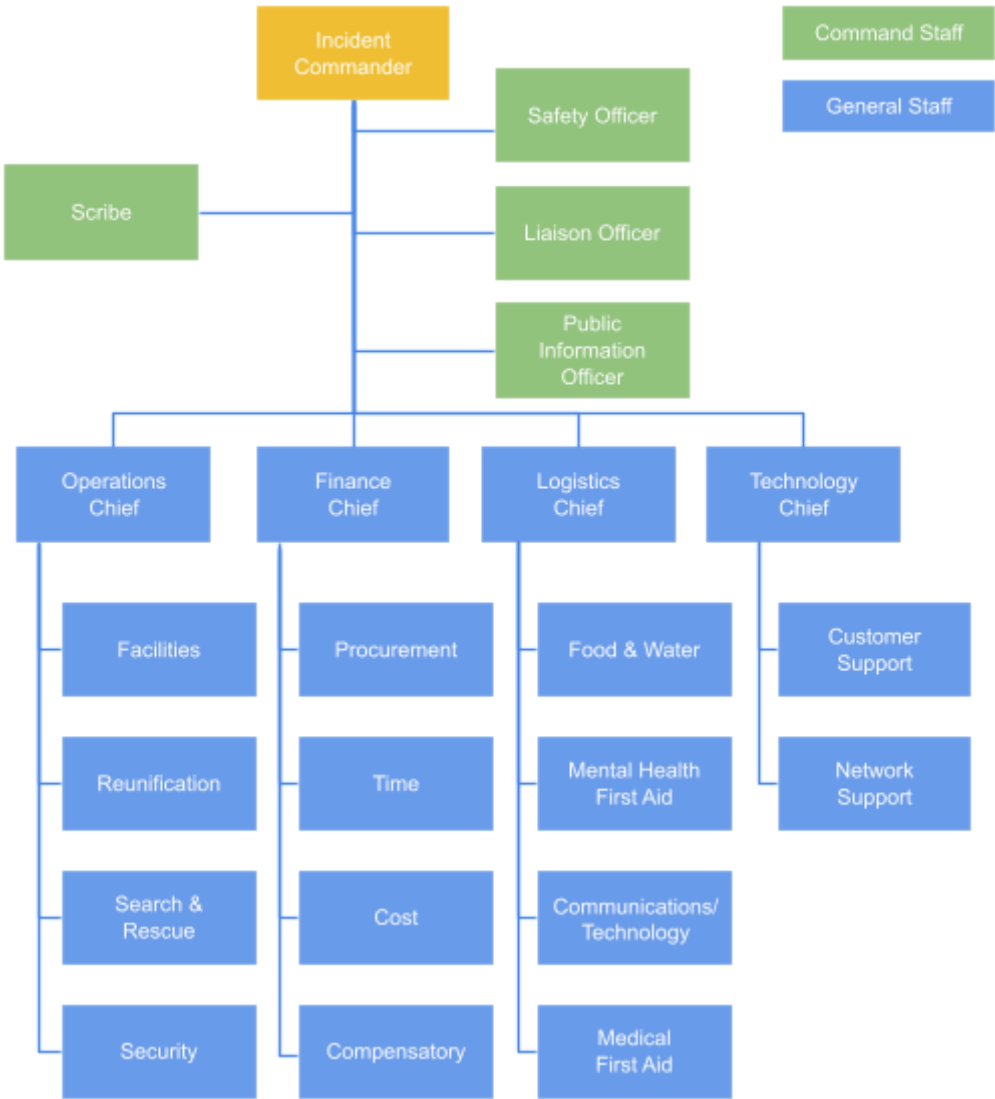 Incident
Commander
Command Staff
General Staff
Safety Officer
Scribe
Liaison Officer
Public
Information
Officer
Operations
Chief
Finance
Chief
Logistics
Chief
Technology
Chief
Facilities
Procurement
Food & Water
Customer
Support
Reunification
Time
Mental Health
First Aid
Network
Support
Search &
Rescue
Cost
Communications/
Technology
Security
Compensatory
Medical
First Aid